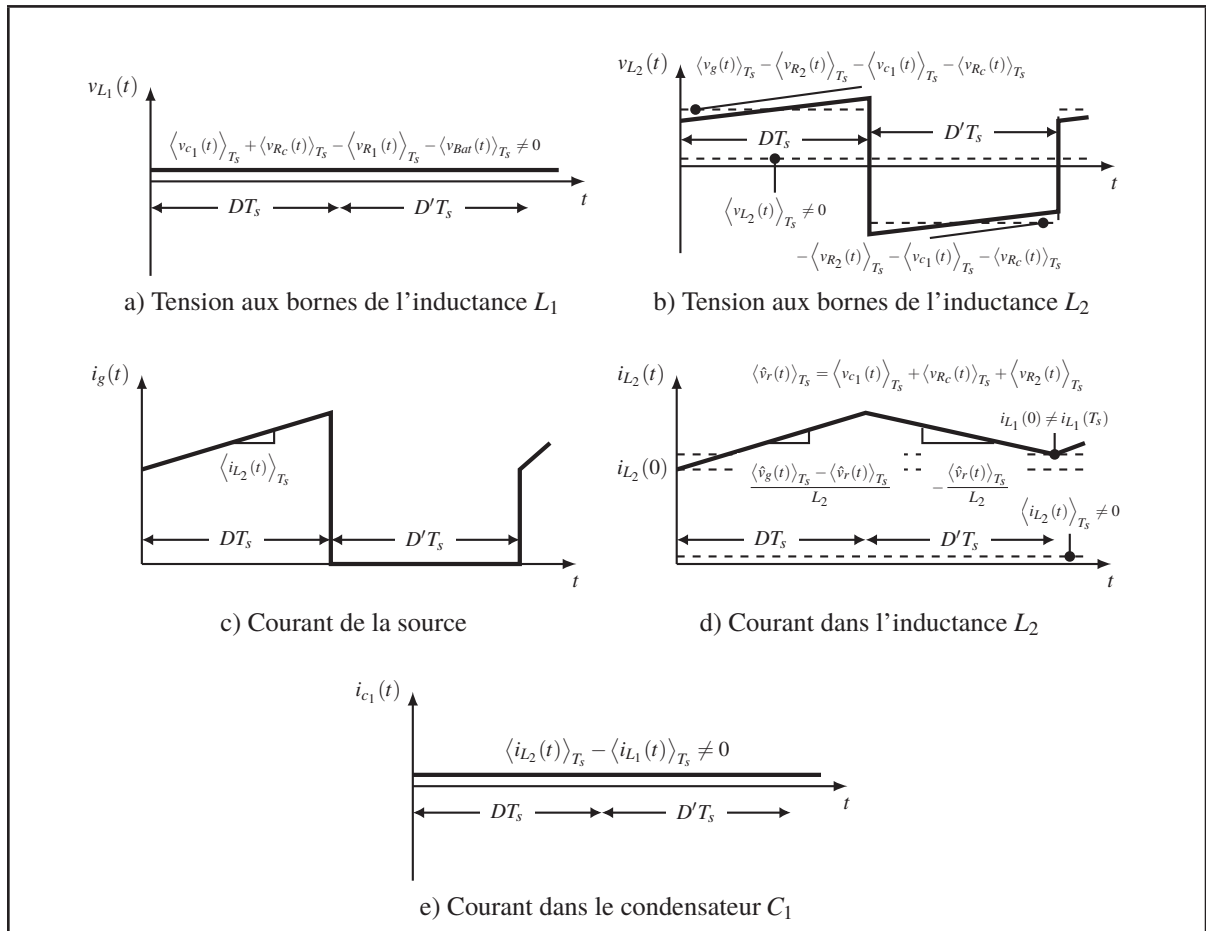 v_{L_1}(t)
⟨v_{c_1}(t)⟩_{T_s} + ⟨v_{Rc}(t)⟩_{T_s} − ⟨v_{R_1}(t)⟩_{T_s} − ⟨v_{Bat}(t)⟩_{T_s} ≠ 0
t
DT_s
D′T_s
a) Tension aux bornes de l'inductance L_1
v_{L_2}(t)
⟨v_g(t)⟩_{T_s} − ⟨v_{R_2}(t)⟩_{T_s} − ⟨v_{c_1}(t)⟩_{T_s} − ⟨v_{Rc}(t)⟩_{T_s}
DT_s
D′T_s
t
⟨v_{L_2}(t)⟩_{T_s} ≠ 0
−⟨v_{R_2}(t)⟩_{T_s} − ⟨v_{c_1}(t)⟩_{T_s} − ⟨v_{Rc}(t)⟩_{T_s}
b) Tension aux bornes de l'inductance L_2
i_g(t)
⟨i_{L_2}(t)⟩_{T_s}
DT_s
D′T_s
t
c) Courant de la source
i_{L_2}(t)
⟨v̂_r(t)⟩_{T_s} = ⟨v_{c_1}(t)⟩_{T_s} + ⟨v_{Rc}(t)⟩_{T_s} + ⟨v_{R_2}(t)⟩_{T_s}
i_{L_1}(0) ≠ i_{L_1}(T_s)
i_{L_2}(0)
⟨v̂_g(t)⟩_{T_s} − ⟨v̂_r(t)⟩_{T_s}
L_2
− ⟨v̂_r(t)⟩_{T_s}
L_2
⟨i_{L_2}(t)⟩_{T_s} ≠ 0
DT_s
D′T_s
t
d) Courant dans l'inductance L_2
i_{c_1}(t)
⟨i_{L_2}(t)⟩_{T_s} − ⟨i_{L_1}(t)⟩_{T_s} ≠ 0
t
DT_s
D′T_s
e) Courant dans le condensateur C_1